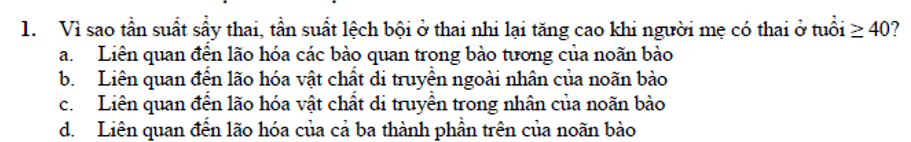 1. Vì sao tần suất sẩy thai, tần suất lệch bội ở thai nhi lại tăng cao khi người mẹ có thai ở tuổi ≥ 40?
a. Liên quan đến lão hóa các bào quan trong bào tương của noãn bào
b. Liên quan đến lão hóa vật chất di truyền ngoài nhân của noãn bào
c. Liên quan đến lão hóa vật chất di truyền trong nhân của noãn bào
d. Liên quan đến lão hóa của cả ba thành phần trên của noãn bào